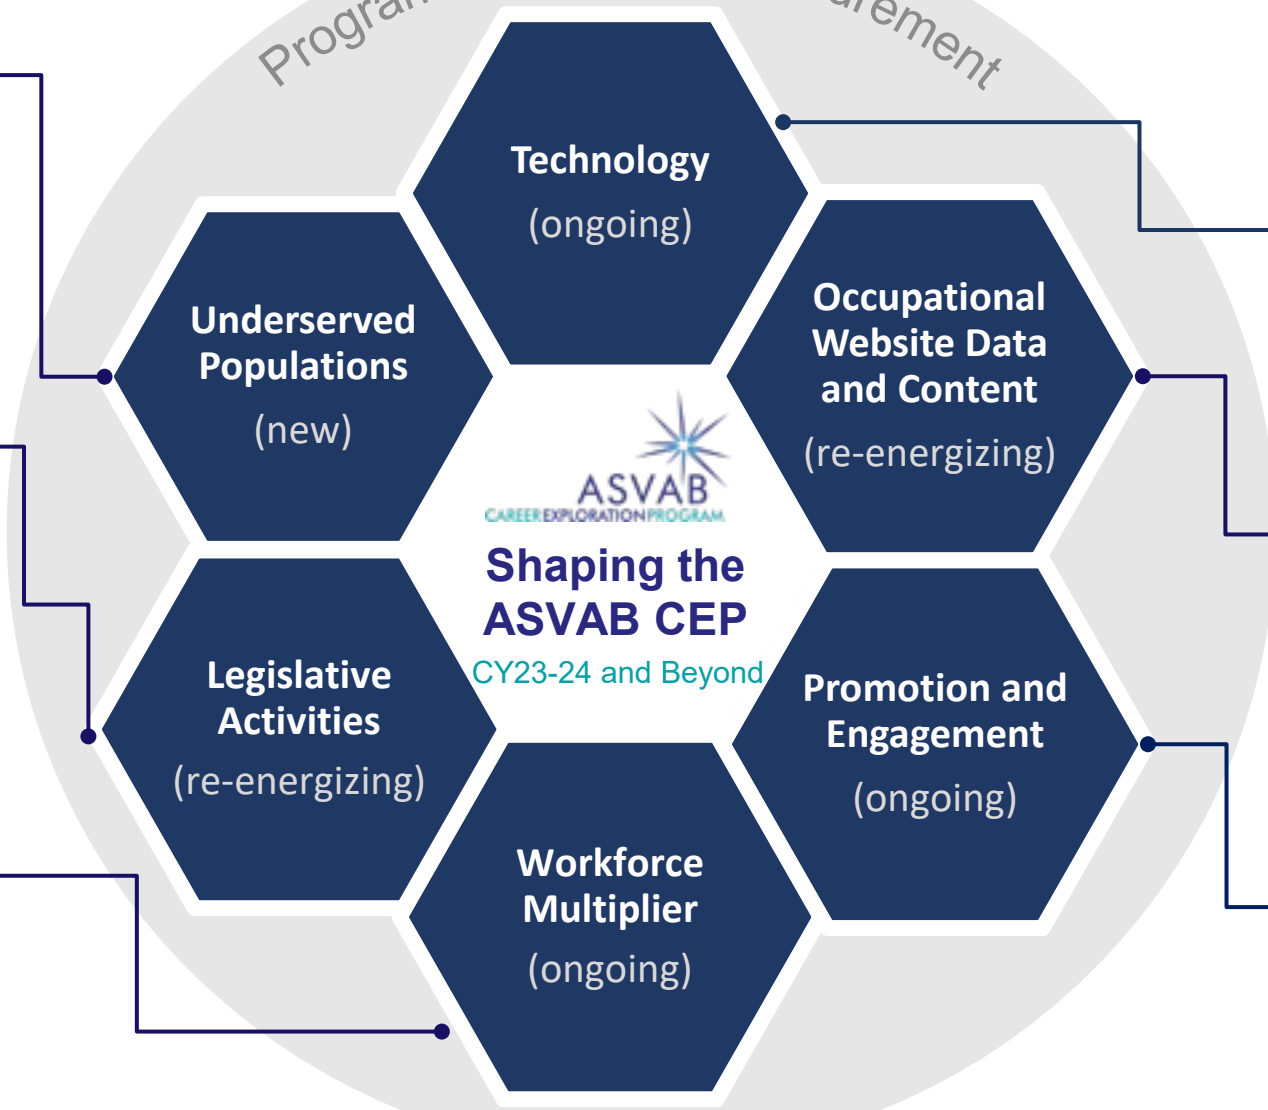 Technology
(ongoing)
Underserved
Populations
(new)
Occupational
Website Data
and Content
(re-energizing)
ASVAB
CAREER EXPLORATION PROGRAM
Shaping the
ASVAB CEP
CY23-24 and Beyond
Legislative
Activities
(re-energizing)
Promotion and
Engagement
(ongoing)
Workforce
Multiplier
(ongoing)